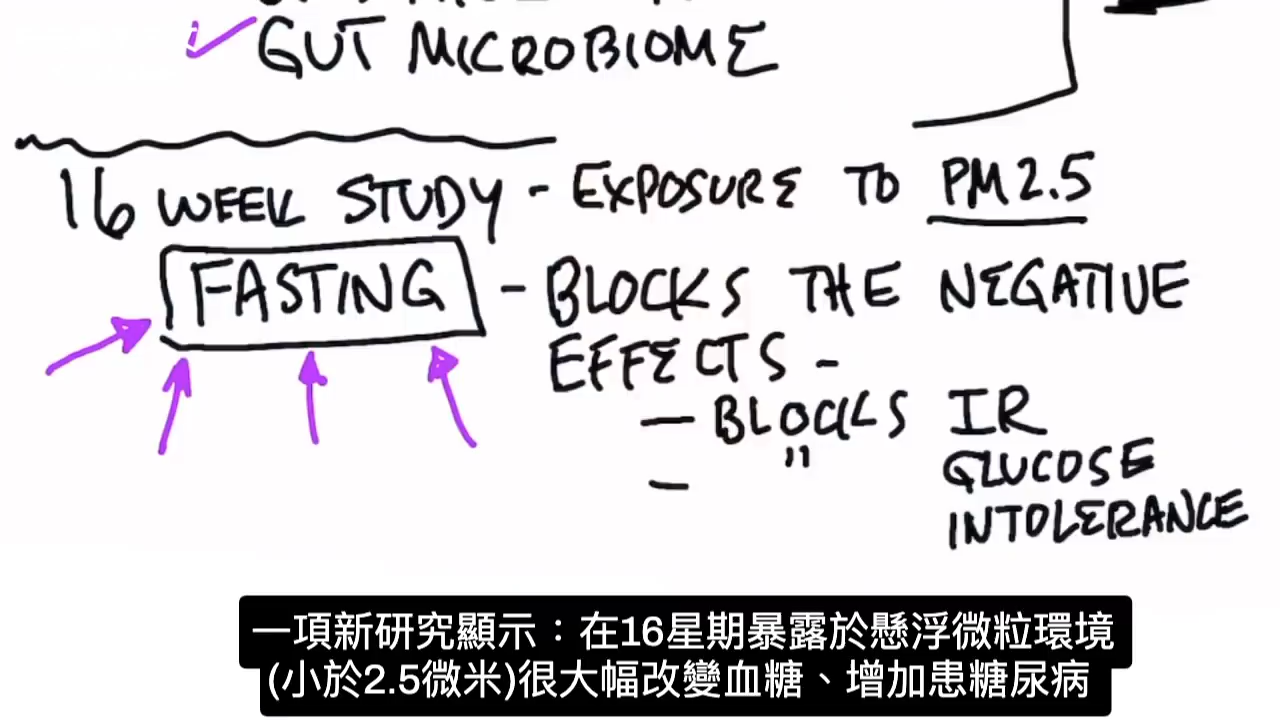 GUT MICROBIOME
16 WEEK STUDY - EXPOSURE TO PM2.5
FASTING - BLOCKS THE NEGATIVE
EFFECTS -
— BLOCKS IR
— " GLUCOSE
INTOLERANCE
一項新研究顯示：在16星期暴露於懸浮微粒環境
(小於2.5微米)很大幅改變血糖、增加患糖尿病